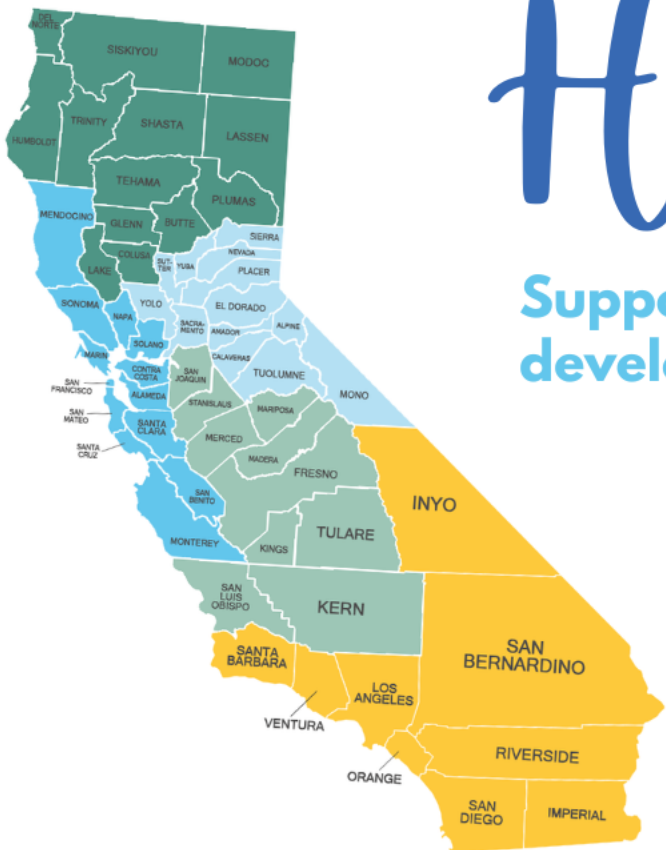 DEL
NORTE
SISKIYOU
MODOC
HUMBOLDT
TRINITY
SHASTA
LASSEN
TEHAMA
PLUMAS
MENDOCINO
GLENN
BUTTE
SIERRA
NEVADA
COLUSA
SUT-
TER
YUBA
PLACER
LAKE
SONOMA
NAPA
YOLO
EL DORADO
SACRA-
MENTO
AMADOR
ALPINE
SOLANO
MARIN
CALAVERAS
CONTRA
COSTA
SAN
JOAQUIN
TUOLUMNE
MONO
SAN
FRANCISCO
ALAMEDA
STANISLAUS
MARIPOSA
SAN
MATEO
SANTA
CLARA
MERCED
SANTA
CRUZ
MADERA
FRESNO
SAN
BENITO
INYO
MONTEREY
KINGS
TULARE
SAN
LUIS
OBISPO
KERN
SANTA
BARBARA
SAN
BERNARDINO
LOS
ANGELES
VENTURA
ORANGE
RIVERSIDE
SAN
DIEGO
IMPERIAL
H
Suppo
develo